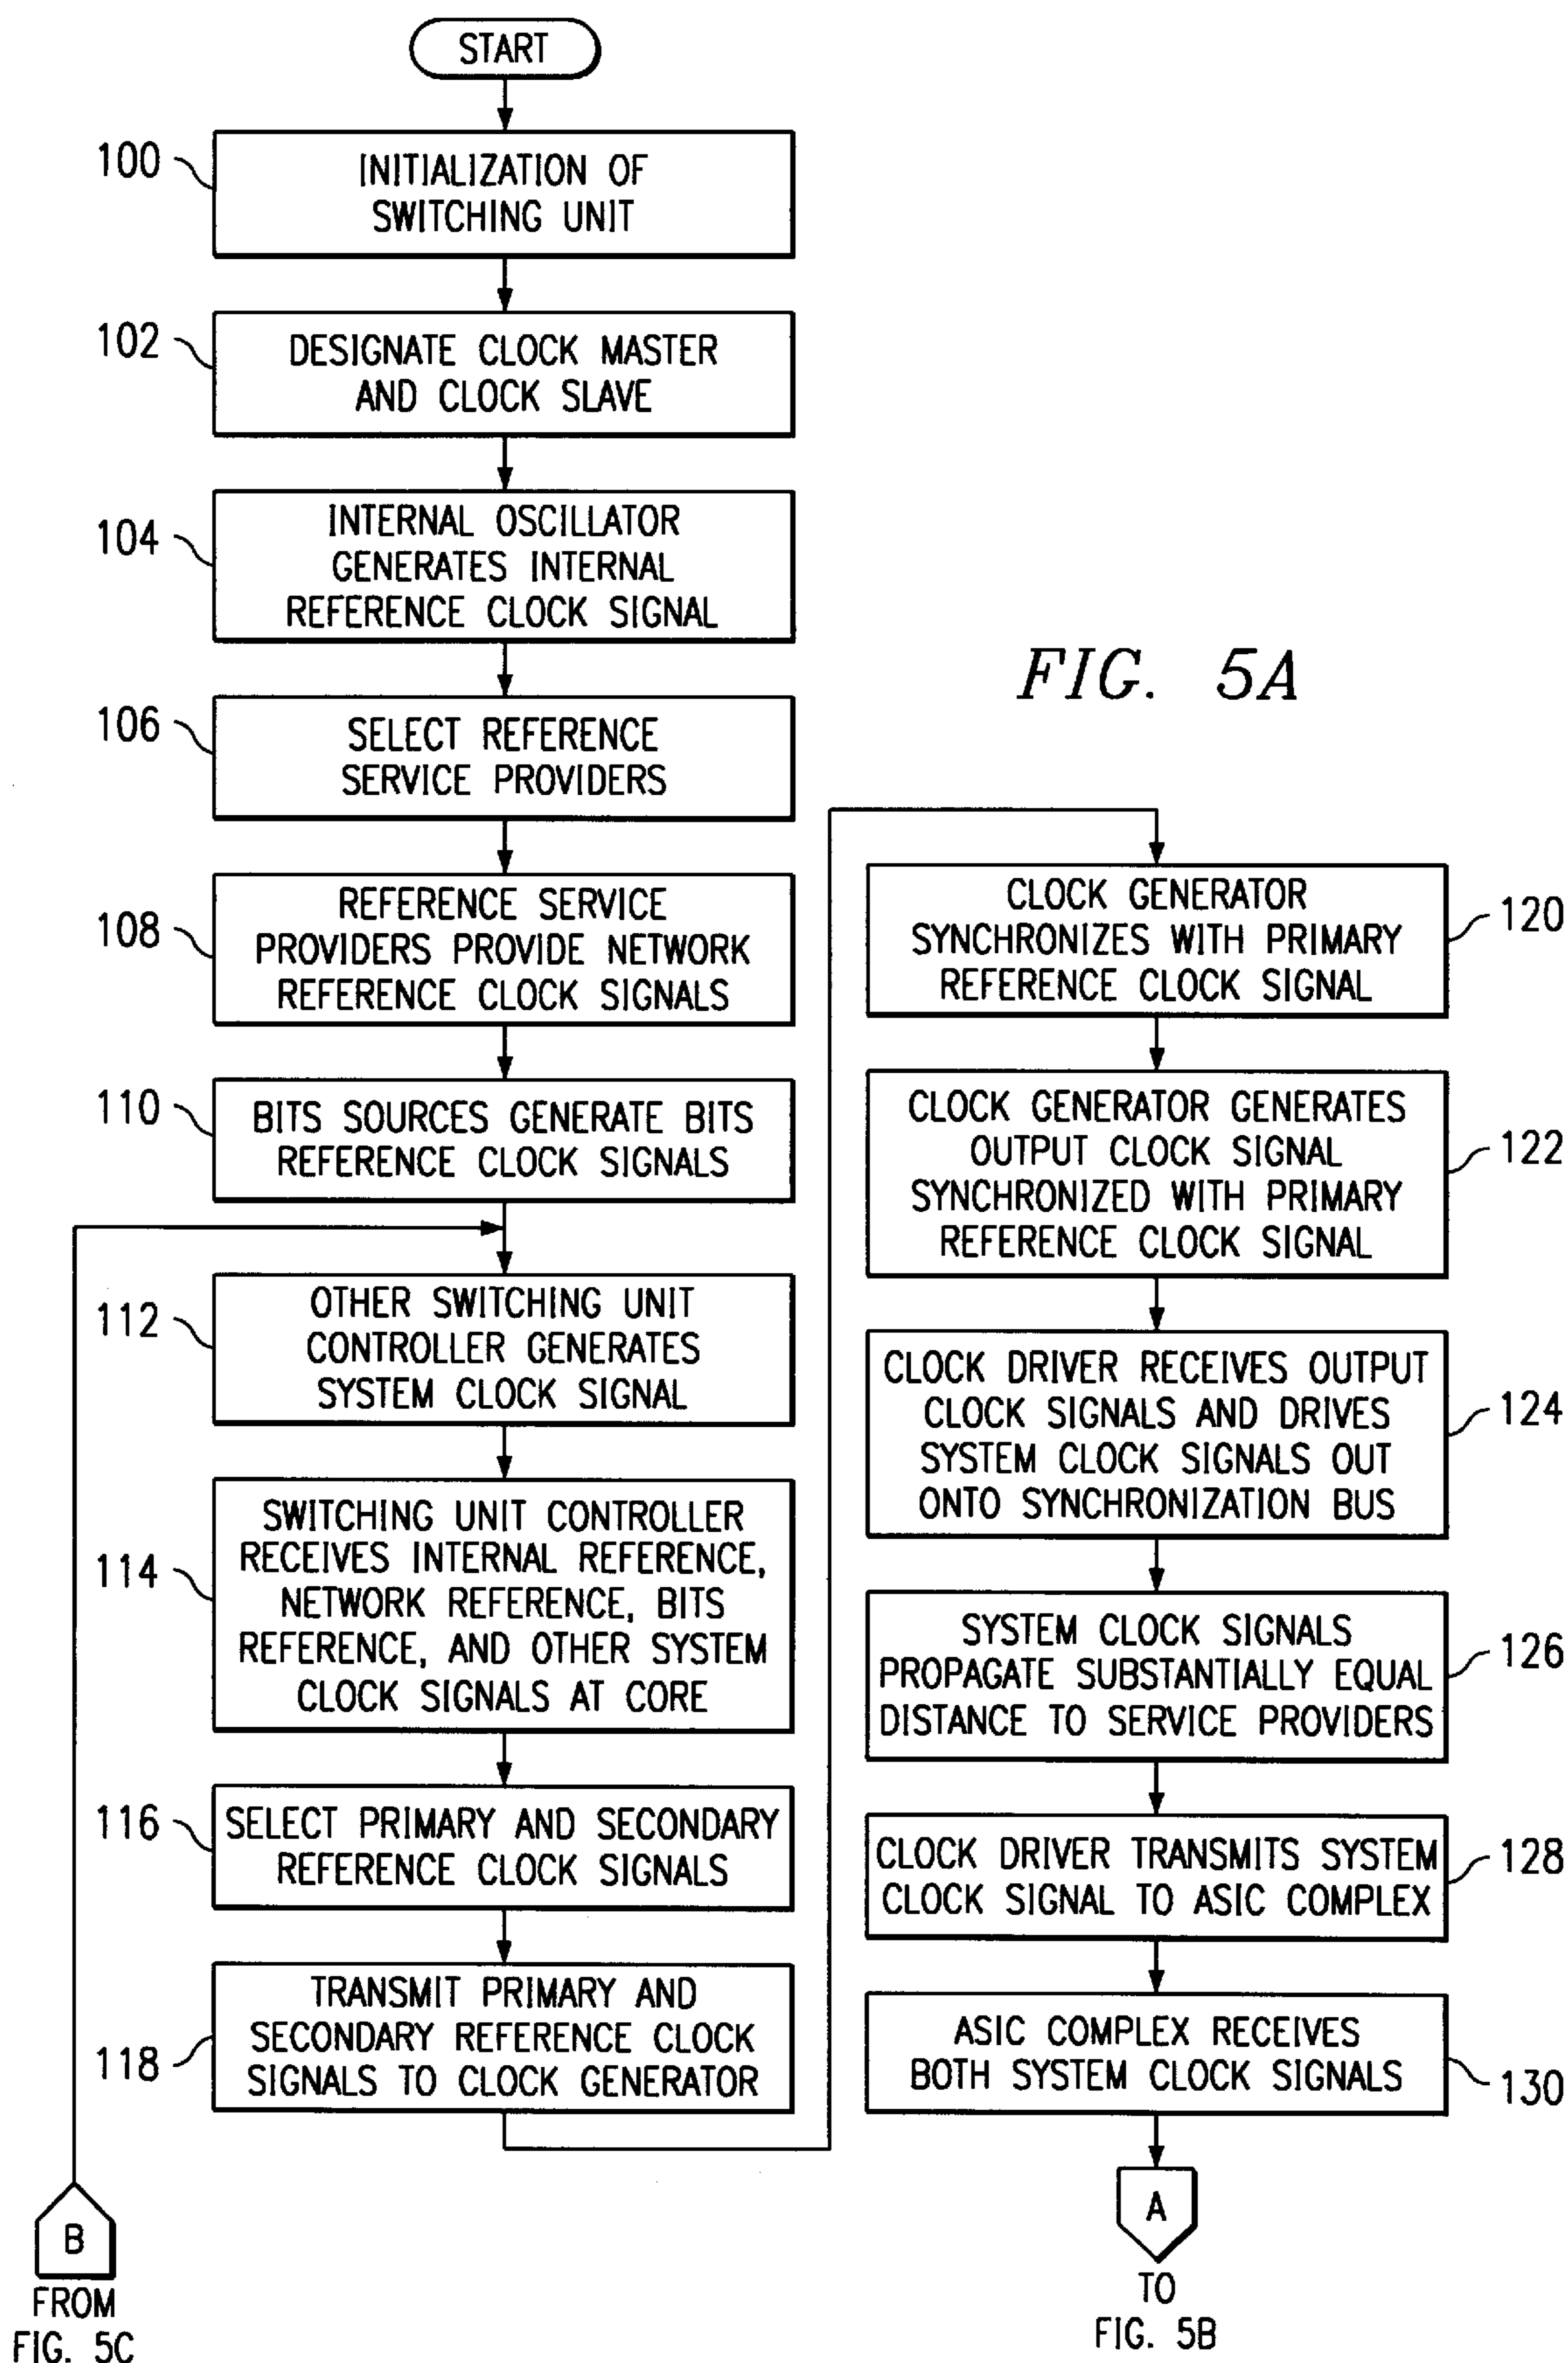 START
100
INITIALIZATION OF
SWITCHING UNIT
102
DESIGNATE CLOCK MASTER
AND CLOCK SLAVE
104
INTERNAL OSCILLATOR
GENERATES INTERNAL
REFERENCE CLOCK SIGNAL
106
SELECT REFERENCE
SERVICE PROVIDERS
108
REFERENCE SERVICE
PROVIDERS PROVIDE NETWORK
REFERENCE CLOCK SIGNALS
110
BITS SOURCES GENERATE BITS
REFERENCE CLOCK SIGNALS
112
OTHER SWITCHING UNIT
CONTROLLER GENERATES
SYSTEM CLOCK SIGNAL
114
SWITCHING UNIT CONTROLLER
RECEIVES INTERNAL REFERENCE,
NETWORK REFERENCE, BITS
REFERENCE, AND OTHER SYSTEM
CLOCK SIGNALS AT CORE
116
SELECT PRIMARY AND SECONDARY
REFERENCE CLOCK SIGNALS
118
TRANSMIT PRIMARY AND
SECONDARY REFERENCE CLOCK
SIGNALS TO CLOCK GENERATOR
B
FROM
FIG. 5C
FIG. 5A
CLOCK GENERATOR
SYNCHRONIZES WITH PRIMARY
REFERENCE CLOCK SIGNAL
120
CLOCK GENERATOR GENERATES
OUTPUT CLOCK SIGNAL
SYNCHRONIZED WITH PRIMARY
REFERENCE CLOCK SIGNAL
122
CLOCK DRIVER RECEIVES OUTPUT
CLOCK SIGNALS AND DRIVES
SYSTEM CLOCK SIGNALS OUT
ONTO SYNCHRONIZATION BUS
124
SYSTEM CLOCK SIGNALS
PROPAGATE SUBSTANTIALLY EQUAL
DISTANCE TO SERVICE PROVIDERS
126
CLOCK DRIVER TRANSMITS SYSTEM
CLOCK SIGNAL TO ASIC COMPLEX
128
ASIC COMPLEX RECEIVES
BOTH SYSTEM CLOCK SIGNALS
130
A
TO
FIG. 5B